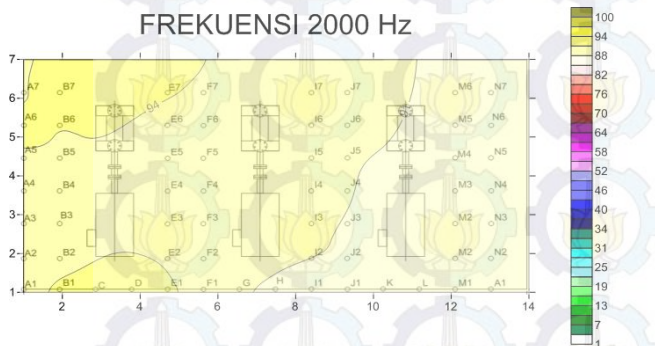 FREKUENSI 2000 Hz
7
6
5
4
3
2
1
A7 B7 E7 F7 I7 J7 M6 N7
A6 B6 E6 F6 I6 J6 M5 N6
A5 B5 E5 F5 I5 J5 M4 N5
A4 B4 E4 F4 I4 J4 M3 N4
A3 B3 E3 F3 I3 J3 M2 N3
A2 B2 E2 F2 I2 J2 M2 N2
A1 B1 C D E1 F1 G H I1 J1 K L M1 A1
94
2 4 6 8 10 12 14
100
94
88
82
76
70
64
58
52
46
40
34
31
25
19
13
7
1